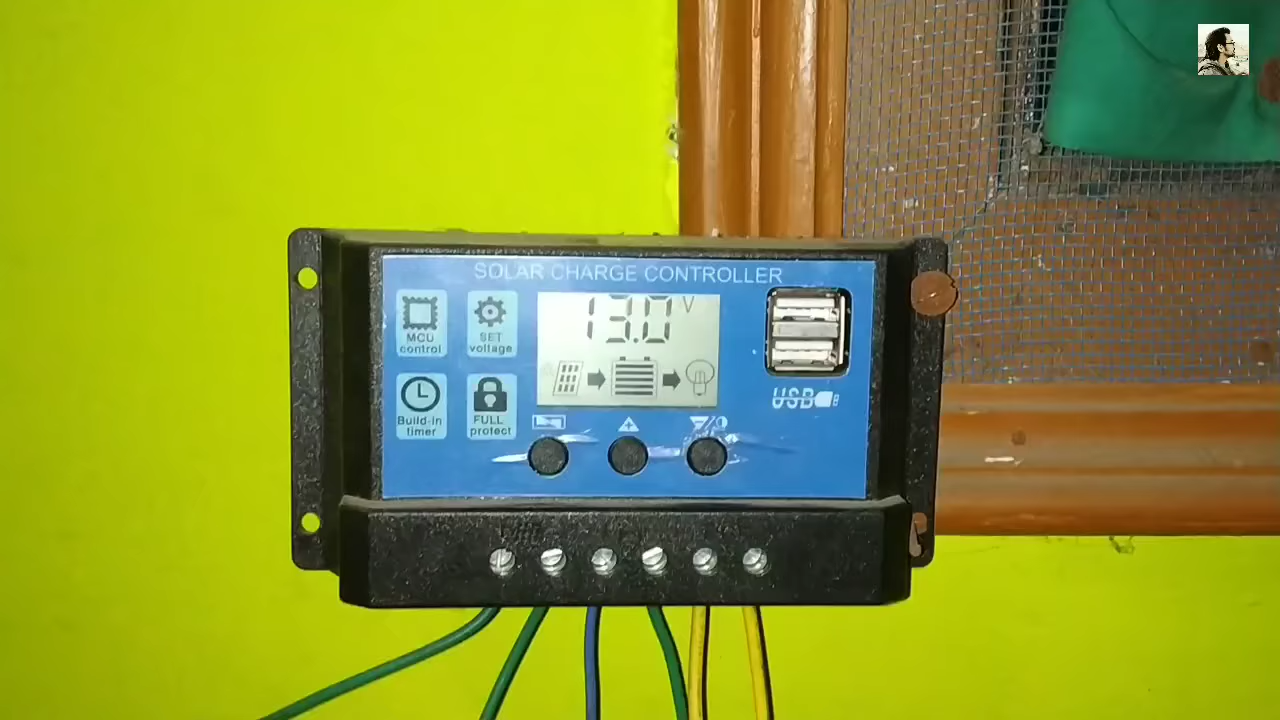 SOLAR CHARGE CONTROLLER
13.0 V
MCU
control
SET
voltage
Build-in
timer
FULL
protect
USB